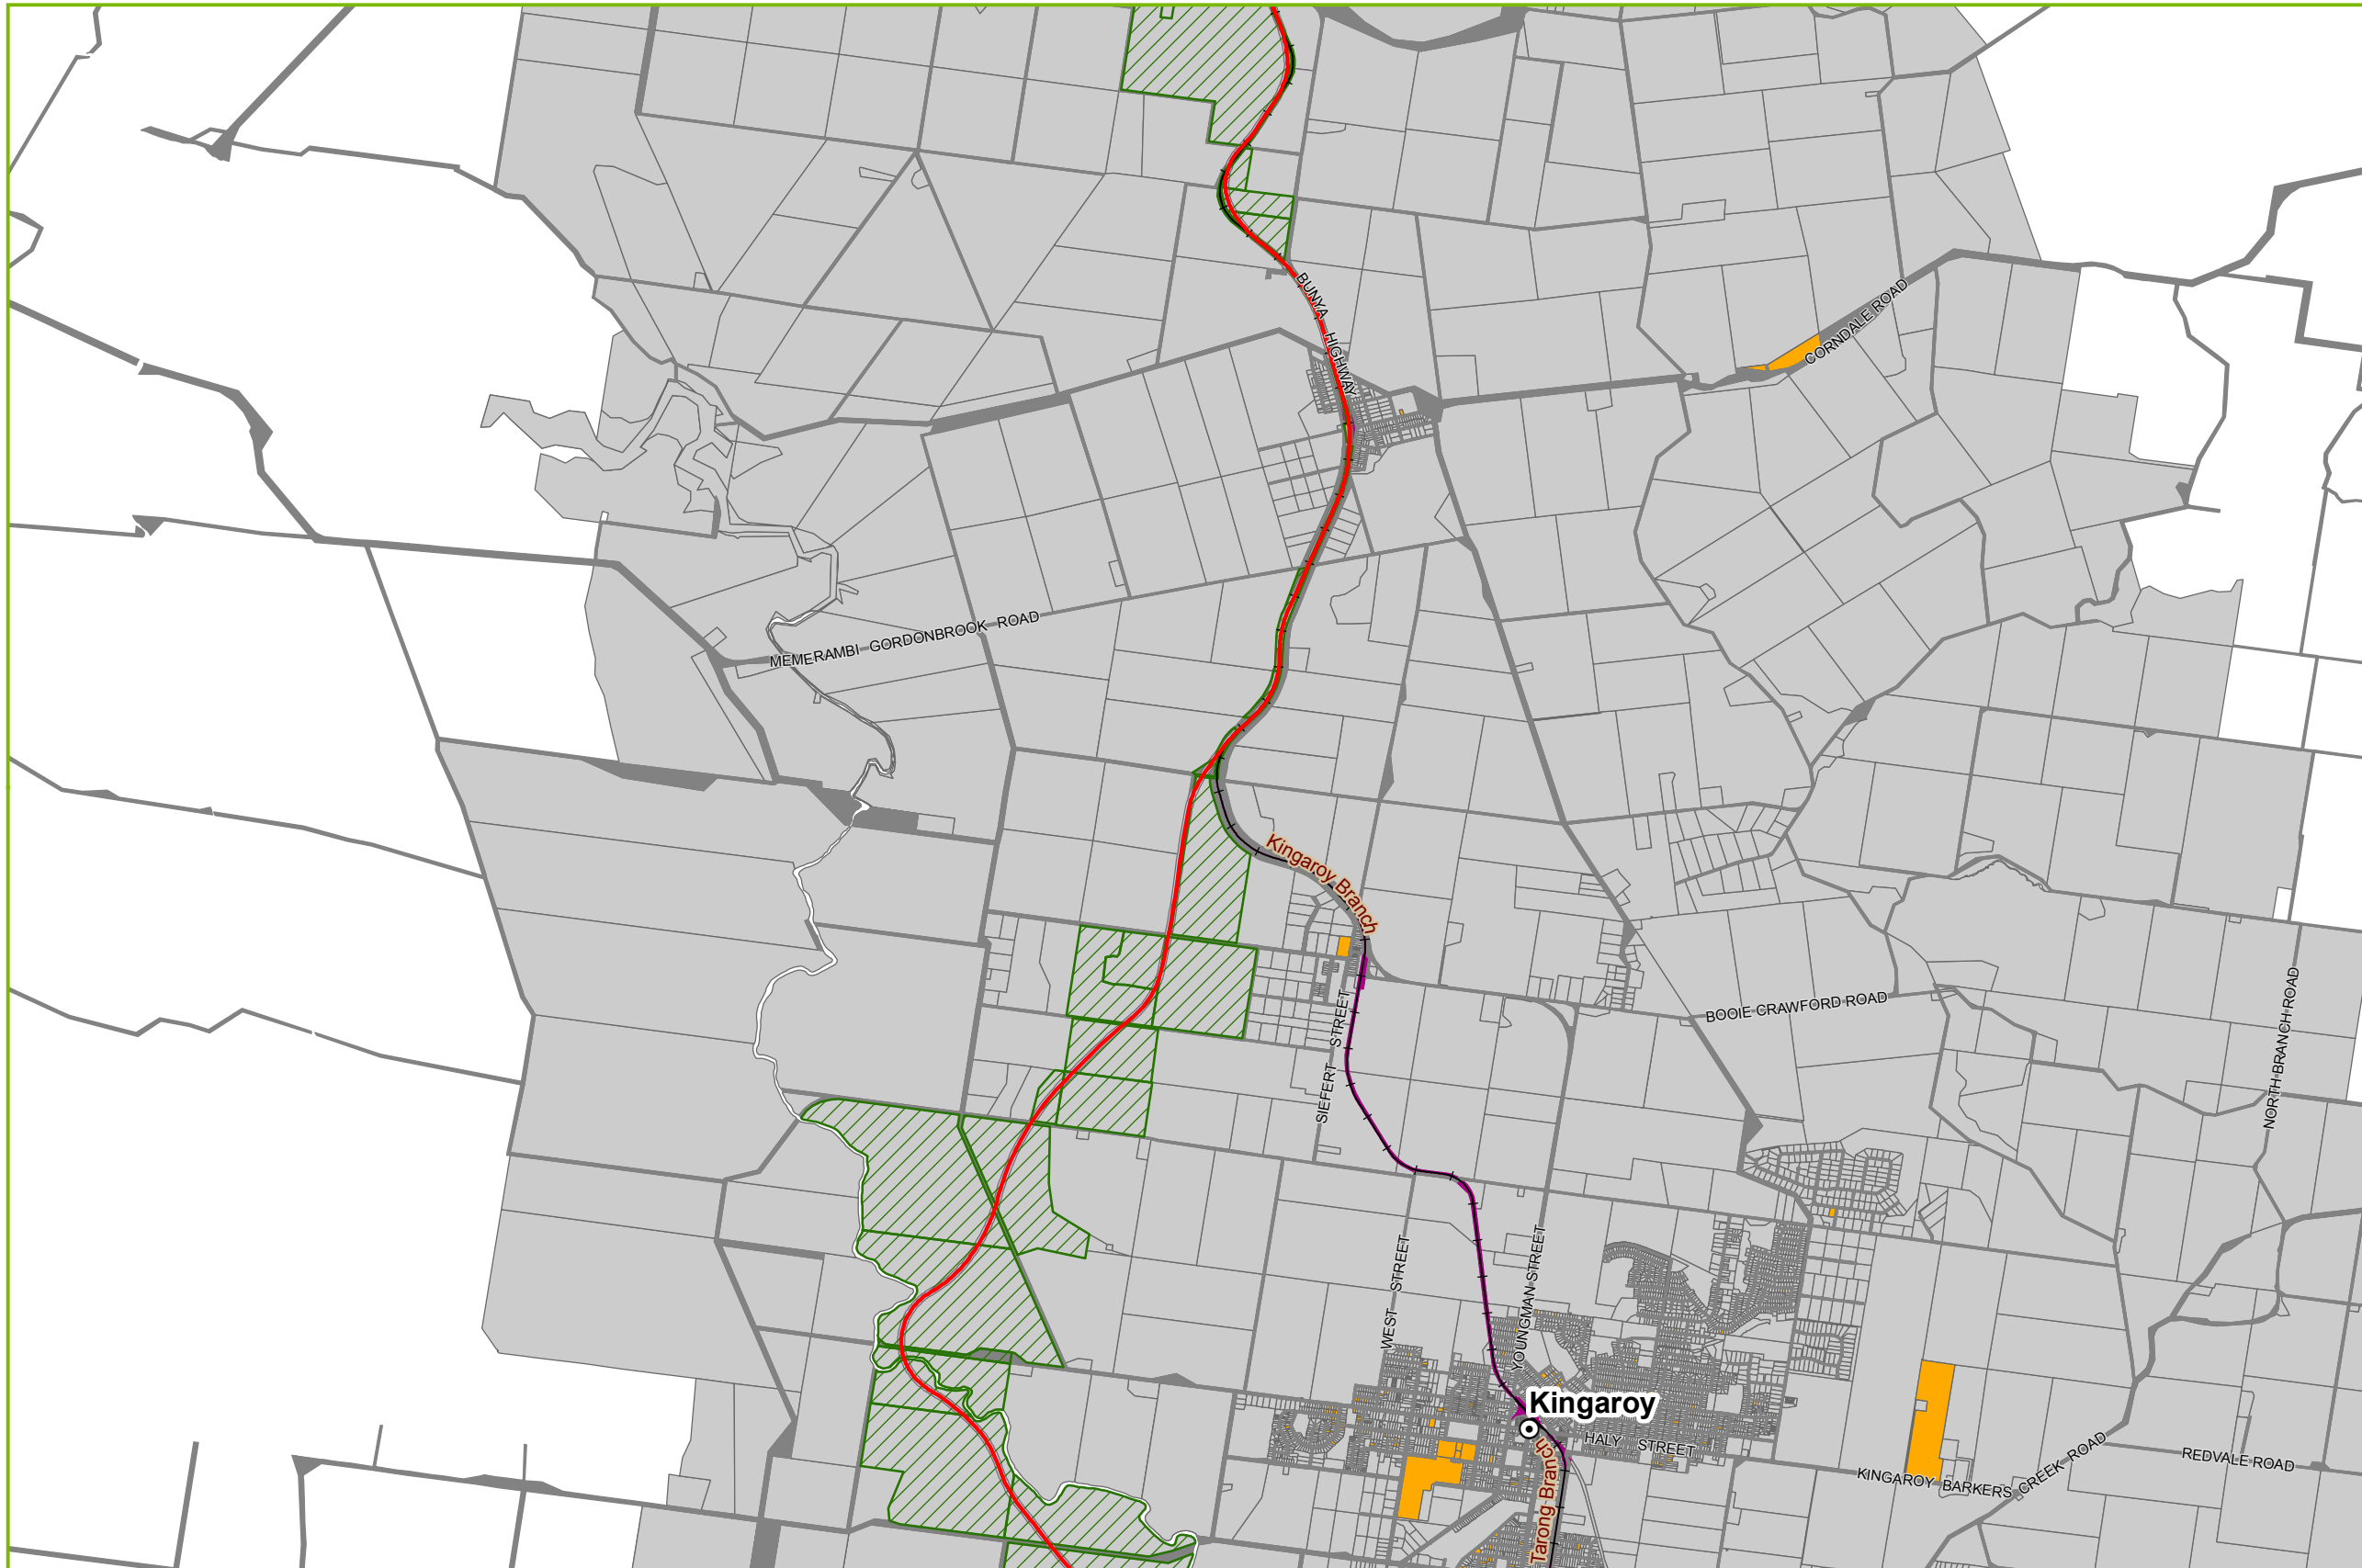 BUNYA HIGHWAY
CORNDALE ROAD
MEMERAMBI GORDONBROOK ROAD
Kingaroy Branch
BOOIE CRAWFORD ROAD
NORTH BRANCH ROAD
SIEFERT STREET
WEST STREET
YOUNGMAN STREET
Kingaroy
HALY STREET
Tarong Branch
KINGAROY BARKERS CREEK ROAD
REDVALE ROAD